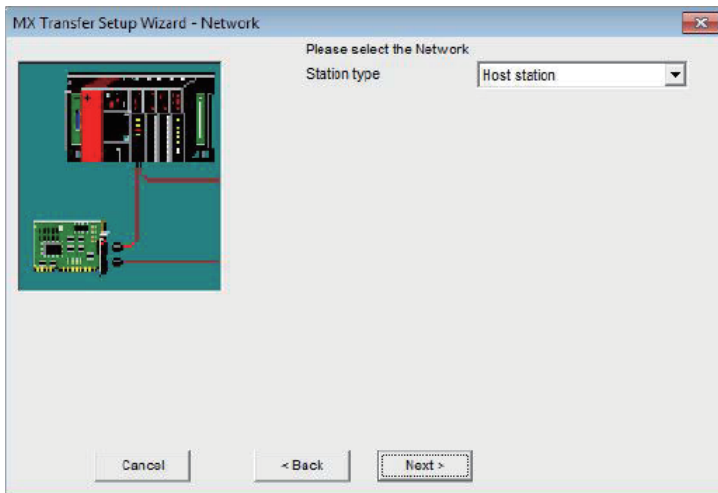 MX Transfer Setup Wizard - Network
Please select the Network
Station type Host station
Cancel < Back Next >